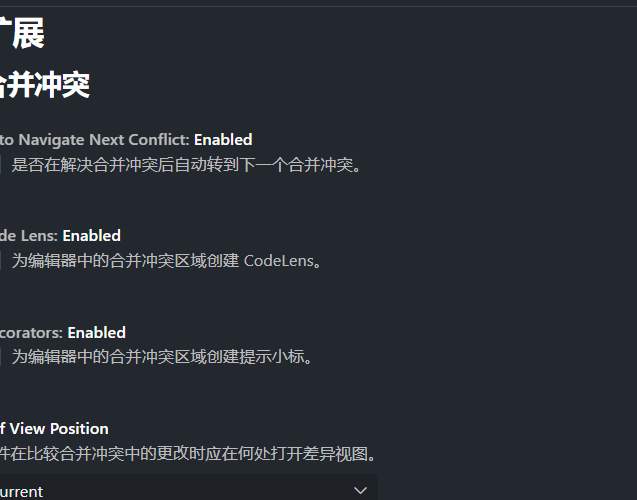 扩展
合并冲突
to Navigate Next Conflict: Enabled
是否在解决合并冲突后自动转到下一个合并冲突。
de Lens: Enabled
为编辑器中的合并冲突区域创建 CodeLens。
corators: Enabled
为编辑器中的合并冲突区域创建提示小标。
f View Position
件在比较合并冲突中的更改时应在何处打开差异视图。
urrent